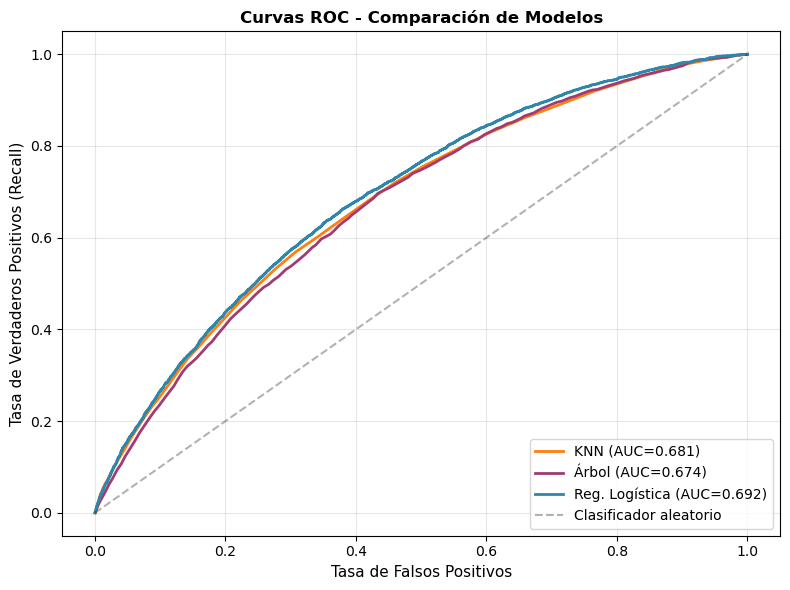 Curvas ROC - Comparación de Modelos
Tasa de Verdaderos Positivos (Recall)
1.0
0.8
0.6
0.4
0.2
0.0
0.0 0.2 0.4 0.6 0.8 1.0
Tasa de Falsos Positivos
KNN (AUC=0.681)
Árbol (AUC=0.674)
Reg. Logística (AUC=0.692)
Clasificador aleatorio